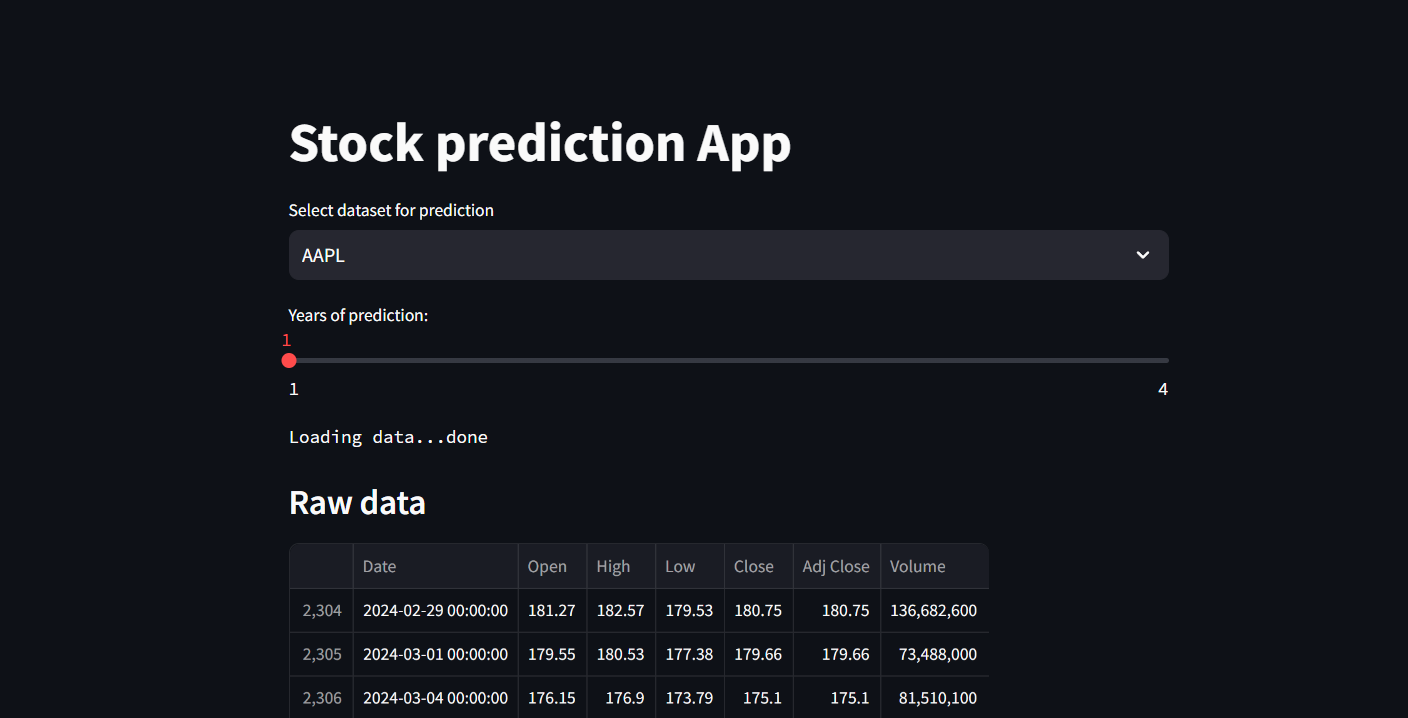 Stock prediction App
Select dataset for prediction
AAPL
Years of prediction:
1
1 4
Loading data...done
Raw data
Date Open High Low Close Adj Close Volume
2,304 2024-02-29 00:00:00 181.27 182.57 179.53 180.75 180.75 136,682,600
2,305 2024-03-01 00:00:00 179.55 180.53 177.38 179.66 179.66 73,488,000
2,306 2024-03-04 00:00:00 176.15 176.9 173.79 175.1 175.1 81,510,100